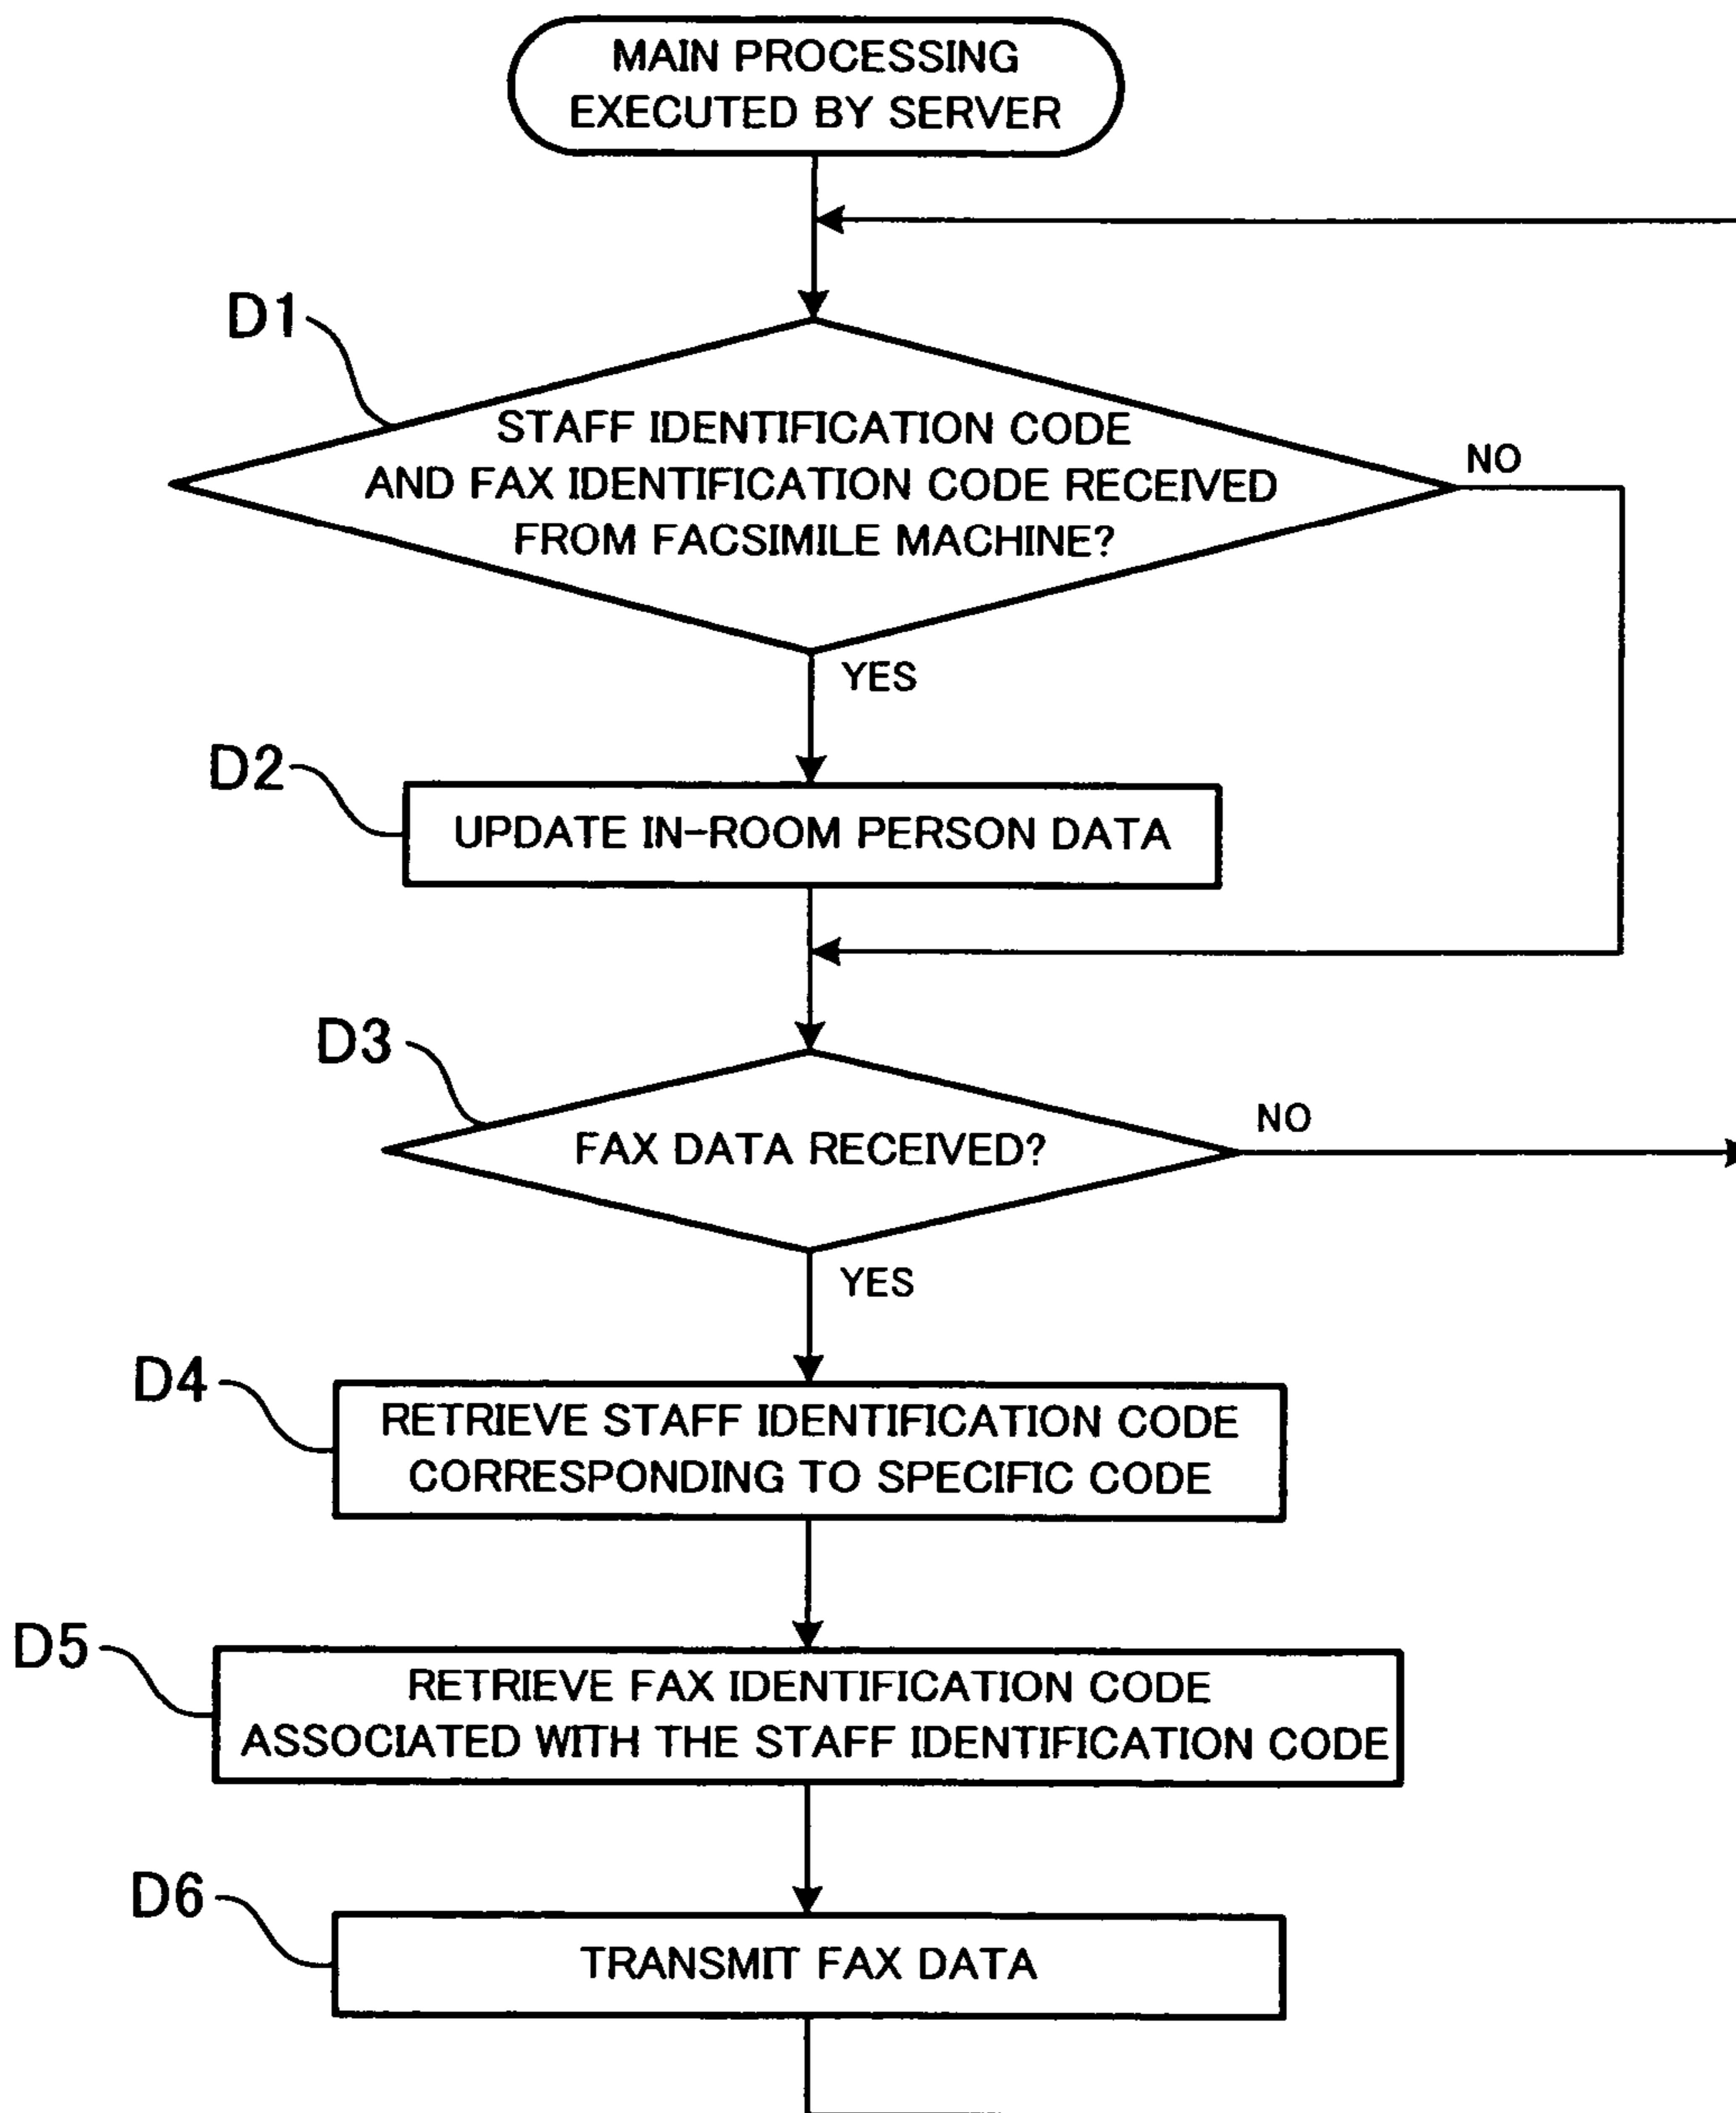 MAIN PROCESSING
EXECUTED BY SERVER
D1
STAFF IDENTIFICATION CODE
AND FAX IDENTIFICATION CODE RECEIVED
FROM FACSIMILE MACHINE?
NO
YES
D2
UPDATE IN-ROOM PERSON DATA
D3
FAX DATA RECEIVED?
NO
YES
D4
RETRIEVE STAFF IDENTIFICATION CODE
CORRESPONDING TO SPECIFIC CODE
D5
RETRIEVE FAX IDENTIFICATION CODE
ASSOCIATED WITH THE STAFF IDENTIFICATION CODE
D6
TRANSMIT FAX DATA